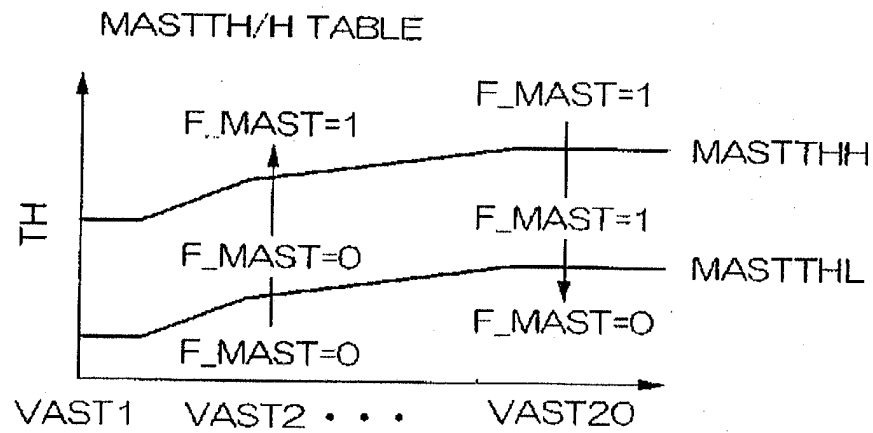 MASTTH/H TABLE
F_MAST=1
F_MAST=1
MASTTHH
TH
F_MAST=1
F_MAST=0
MASTTHL
F_MAST=0
F_MAST=0
VAST1 VAST2 • • • VAST20